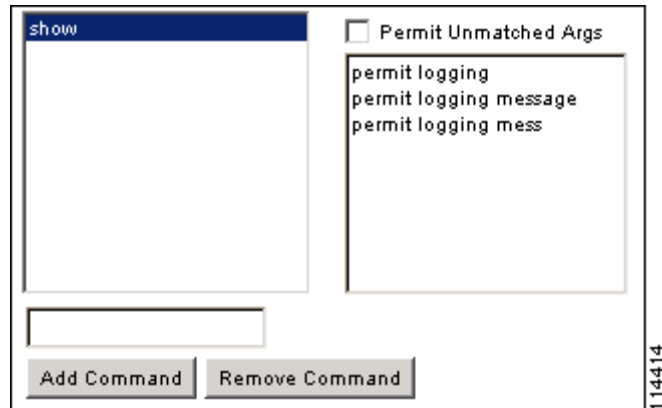 show
Permit Unmatched Args
permit logging
permit logging message
permit logging mess
Add Command
Remove Command
114414